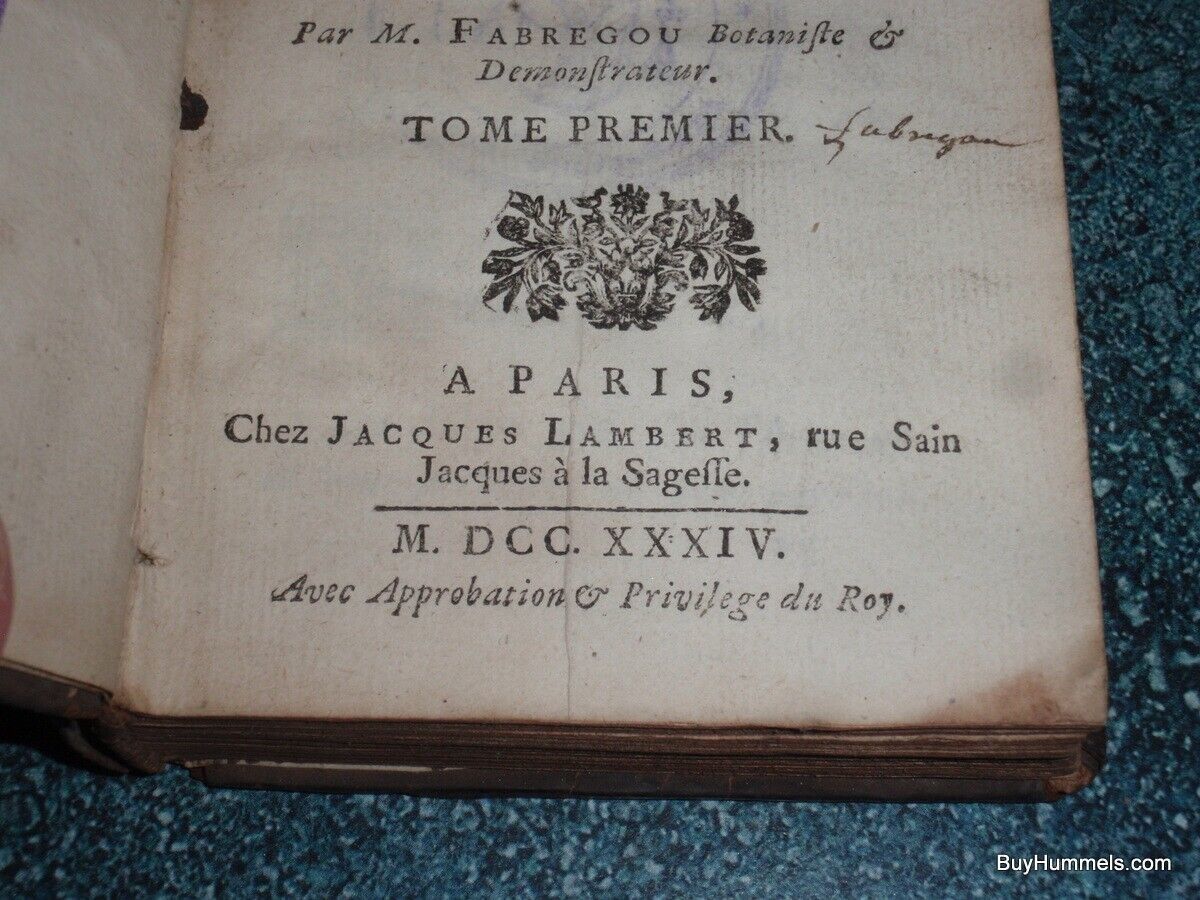 Par M. FABREGOU Botaniſte &
Demonſtrateur.
TOME PREMIER.
fabregou
A PARIS,
Chez JACQUES LAMBERT, rue Sain
Jacques à la Sageſſe.
M. DCC. XXXIV.
Avec Approbation & Privilege du Roy.
BuyHummels.com